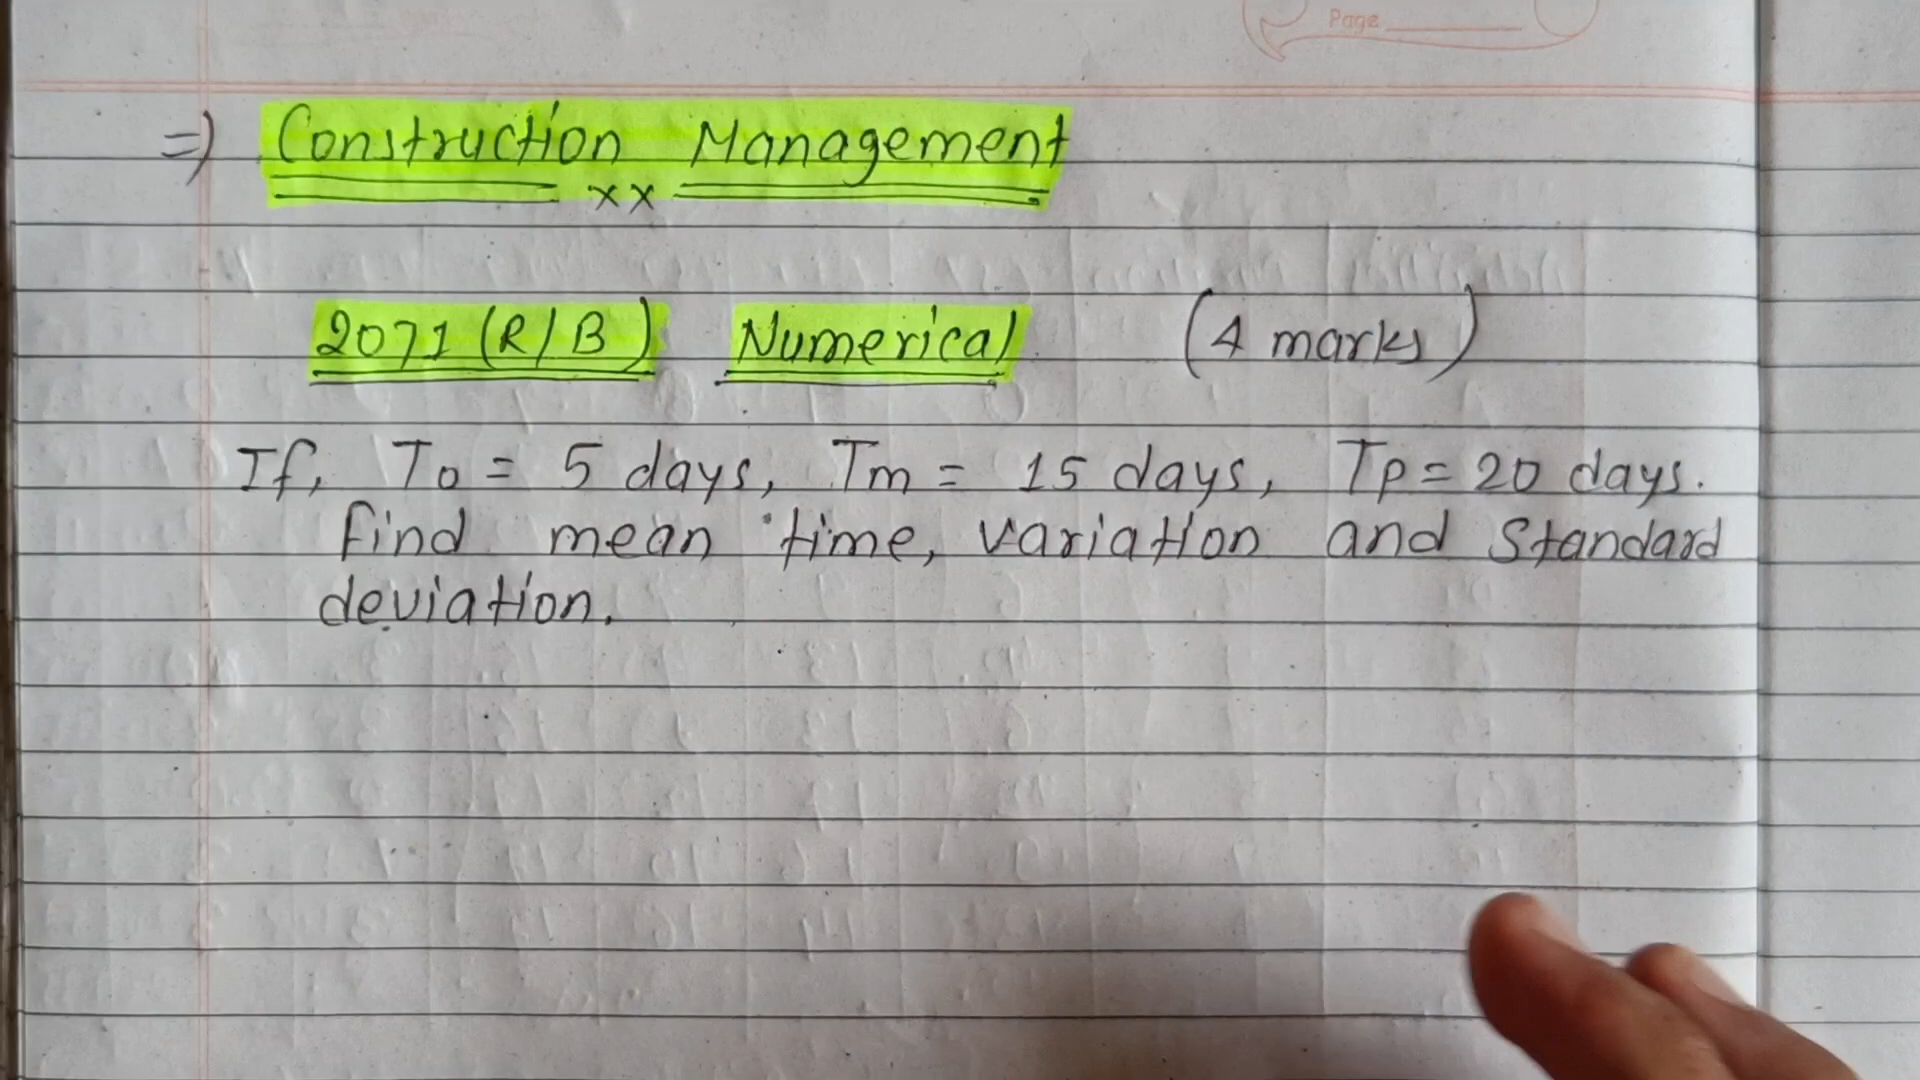 Page
=) Construction Management
xx
2071 (R/B) Numerical (4 marks)
If, To = 5 days, Tm = 15 days, Tp = 20 days.
find mean time, variation and Standard
deviation.